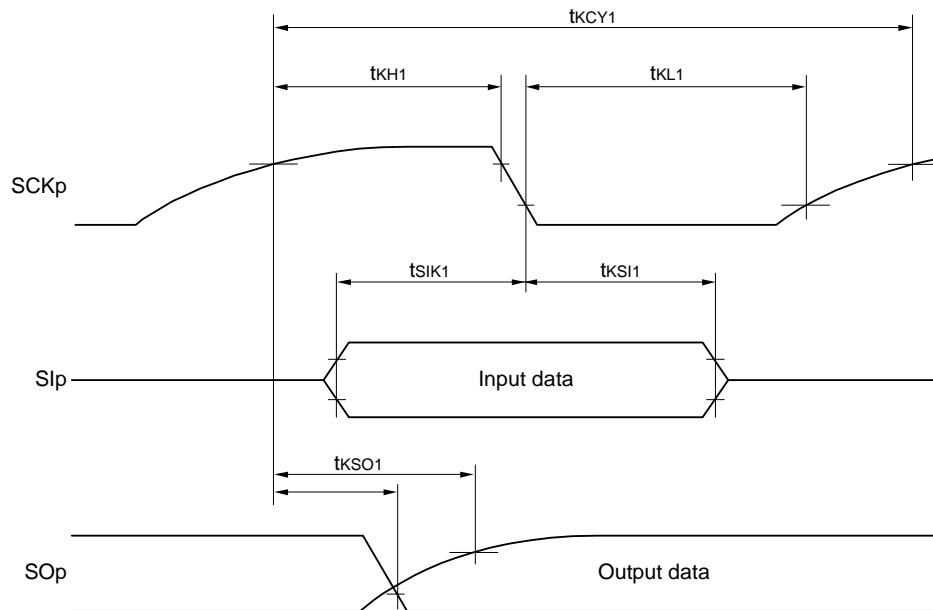 tKCY1
tKH1
tKL1
SCKp
tSIK1
tKSI1
SIp
Input data
tKSO1
SOp
Output data